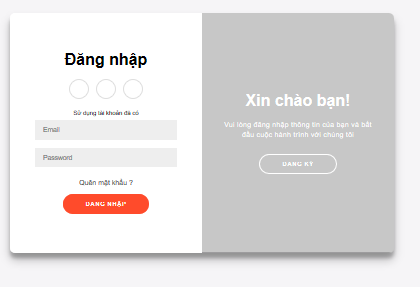 Đăng nhập
Sử dụng tài khoản đã có
Email
Password
Quên mật khẩu ?
ĐĂNG NHẬP
Xin chào bạn!
Vui lòng đăng nhập thông tin của bạn và bắt
đầu cuộc hành trình với chúng tôi
ĐĂNG KÝ